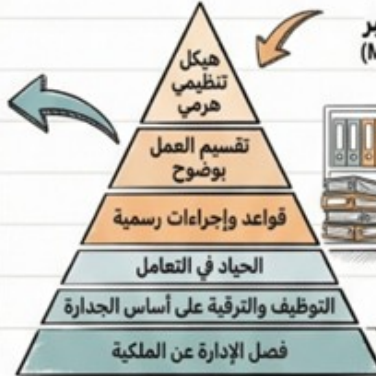 هيكل
تنظيمي
هرمي
تقسيم العمل
بوضوح
قواعد وإجراءات رسمية
الحياد في التعامل
التوظيف والترقية على أساس الجدارة
فصل الإدارة عن الملكية